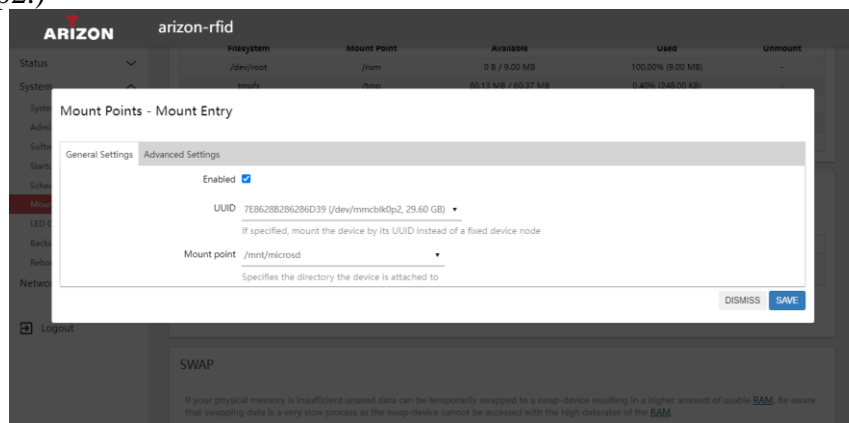 ARIZON
arizon-rfid
Filesystem Mount Point Available Used Unmount
Status
/dev/root /rom 0 B / 9.00 MB 100.00% (9.00 MB) -
System
tmpfs /tmp 60.13 MB / 60.37 MB 0.40% (248.00 KB) -
Mount Points - Mount Entry
General Settings Advanced Settings
Enabled
UUID 7E8628B286286D39 (/dev/mmcblk0p2, 29.60 GB)
If specified, mount the device by its UUID instead of a fixed device node
Mount point /mnt/microsd
Specifies the directory the device is attached to
DISMISS SAVE
Logout
SWAP
If your physical memory is insufficient unused data can be temporarily swapped to a swap-device resulting in a higher amount of usable RAM. Be aware
that swapping data is a very slow process as the swap-device cannot be accessed with the high datarates of the RAM.